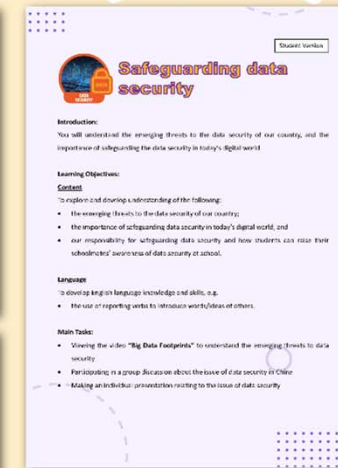 Student Version
Safeguarding data
security
DATA
SECURITY
Introduction:
You will understand the emerging threats to the data security of our country, and the
importance of safeguarding the data security in today's digital world
Learning Objectives:
Content
To explore and develop understanding of the following:
• the emerging threats to the data security of our country;
• the importance of safeguarding data security in today's digital world, and
• our responsibility for safeguarding data security and how students can raise their
schoolmates' awareness of data security at school.
Language
To develop English language knowledge and skills, e.g.
• the use of reporting verbs to introduce words/ideas of others.
Main Tasks:
• Viewing the video "Big Data Footprints" to understand the emerging threats to data
security
• Participating in a group discussion about the issue of data security in China
• Making an individual presentation relating to the issue of data security